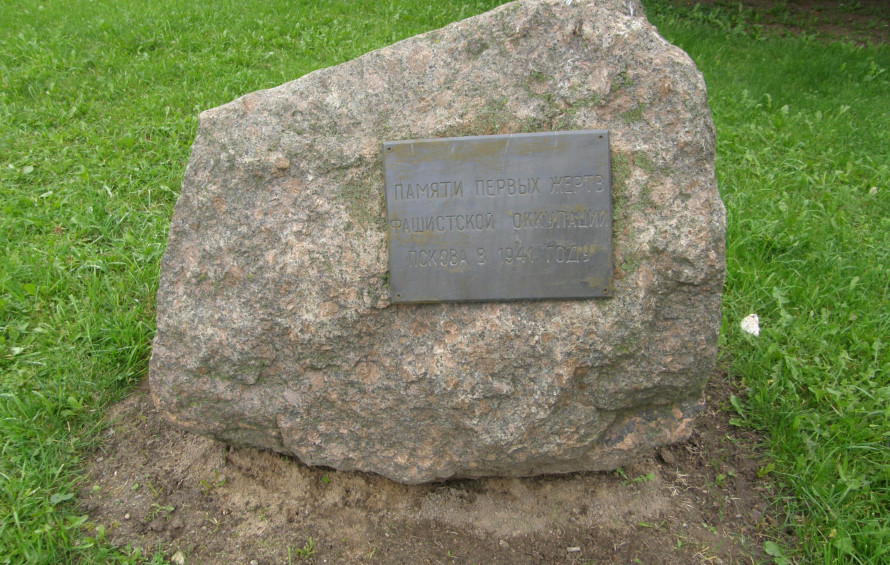 ПАМЯТИ ПЕРВЫХ ЖЕРТВ
ФАШИСТСКОЙ ОККУПАЦИИ
ПСКОВА В 1941 ГОДУ